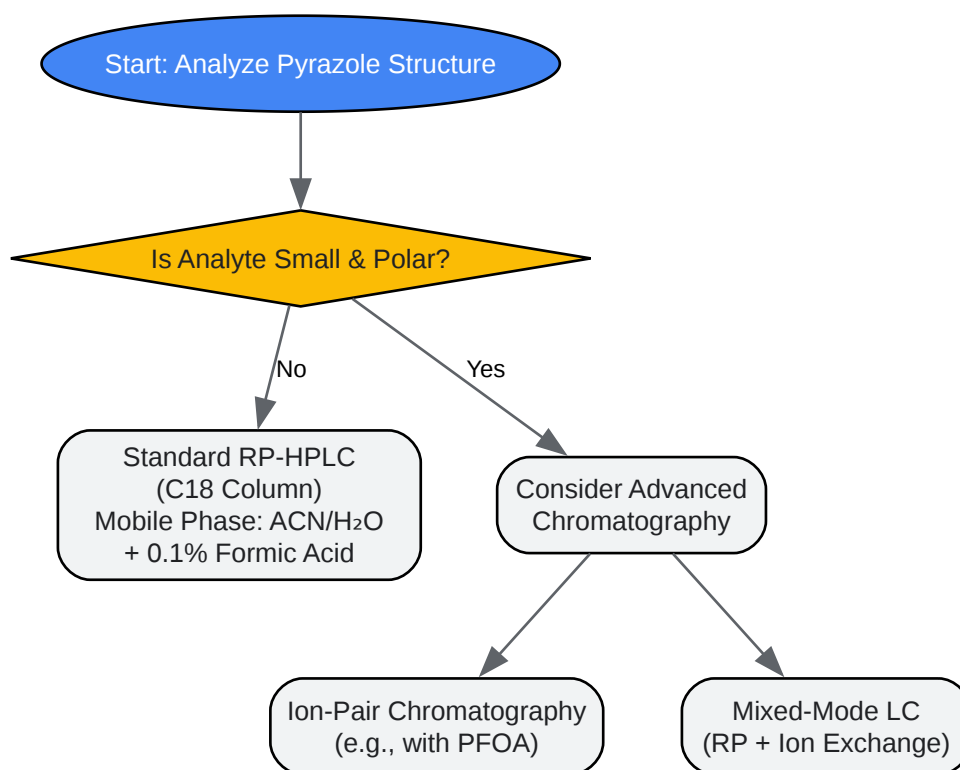 Start: Analyze Pyrazole Structure
Is Analyte Small & Polar?
No
Yes
Standard RP-HPLC
(C18 Column)
Mobile Phase: ACN/H₂O
+ 0.1% Formic Acid
Consider Advanced
Chromatography
Ion-Pair Chromatography
(e.g., with PFOA)
Mixed-Mode LC
(RP + Ion Exchange)